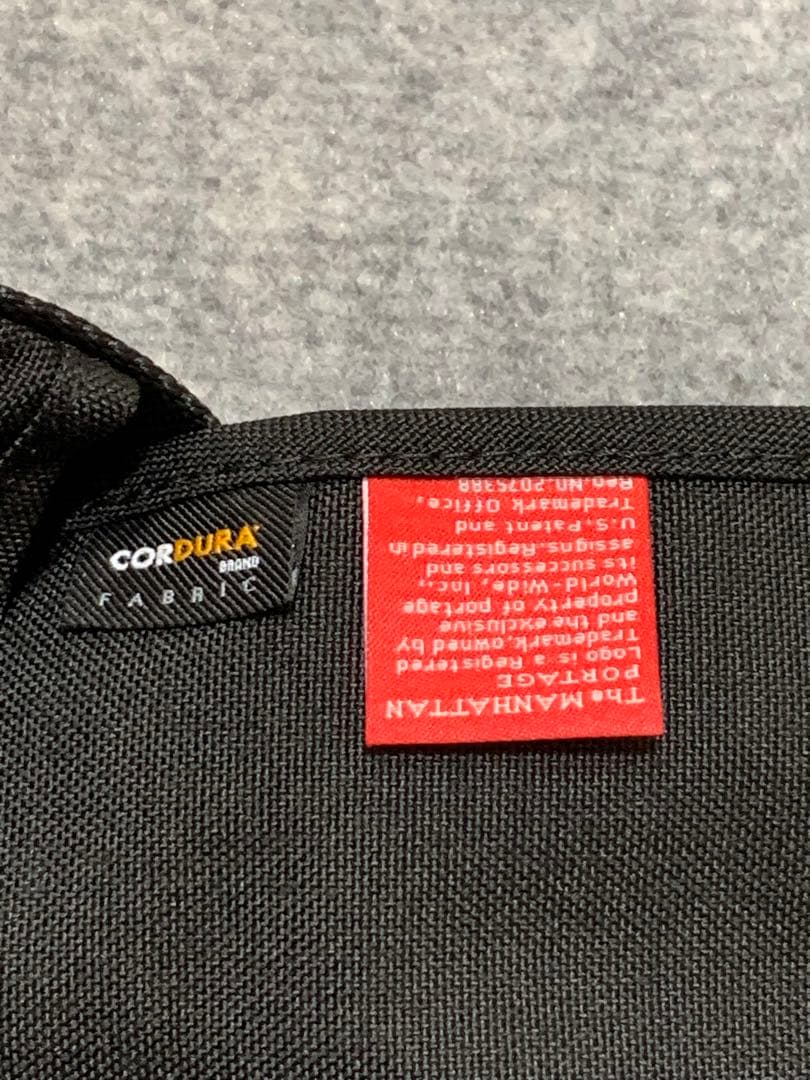 CORDURA
BRAND
FABRIC
The MANHATTAN
PORTAGE
Logo is a Registered
Trademark,owned by
and the exclusive
property of portage
World-Wide, Inc.,
its successors and
assigns.Registered in
U.S.Patent and
Trademark Office,
Reg.NO.2075388